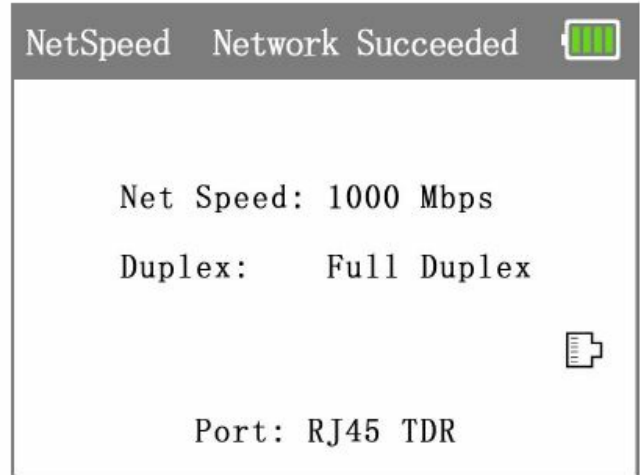 NetSpeed Network Succeeded
Net Speed: 1000 Mbps
Duplex: Full Duplex
Port: RJ45 TDR